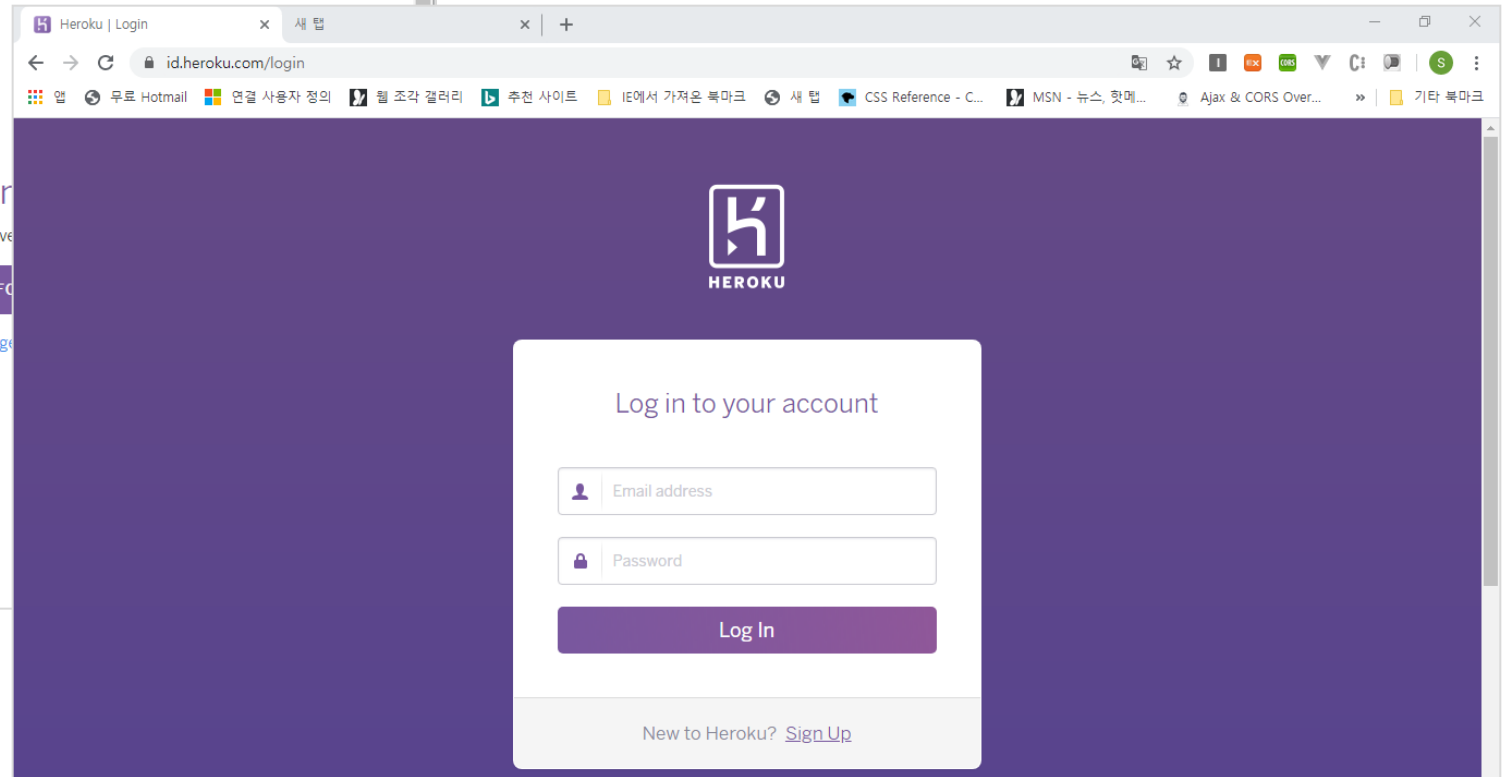 Heroku | Login
새 탭
id.heroku.com/login
앱 무료 Hotmail 연결 사용자 정의 웹 조각 갤러리 추천 사이트 IE에서 가져온 북마크 새 탭 CSS Reference - C... MSN - 뉴스, 핫메... Ajax & CORS Over... » 기타 북마크
HEROKU
Log in to your account
Email address
Password
Log In
New to Heroku? Sign Up